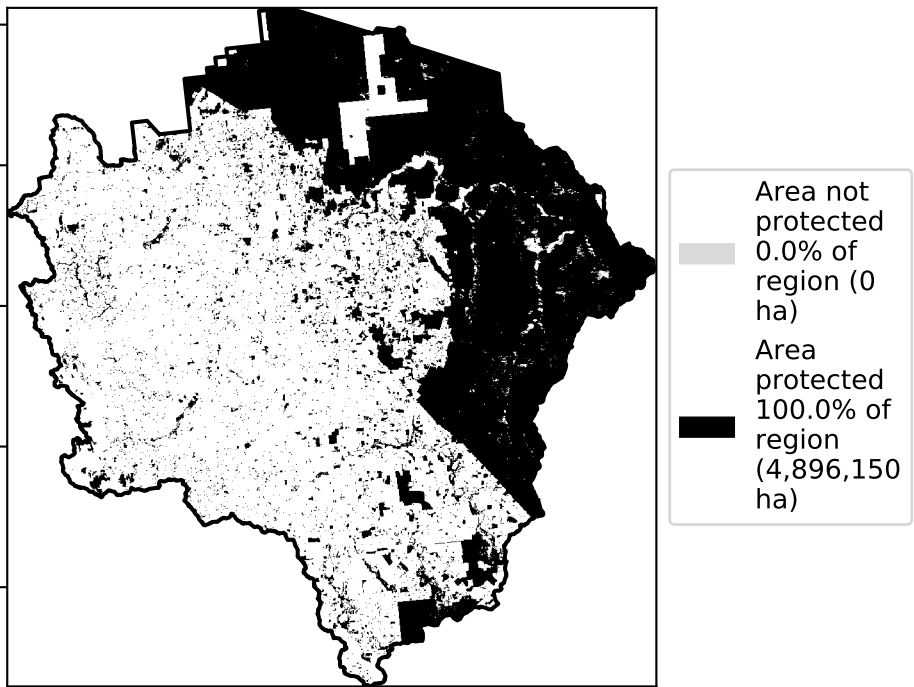 Area not
protected
0.0% of
region (0
ha)
Area
protected
100.0% of
region
(4,896,150
ha)